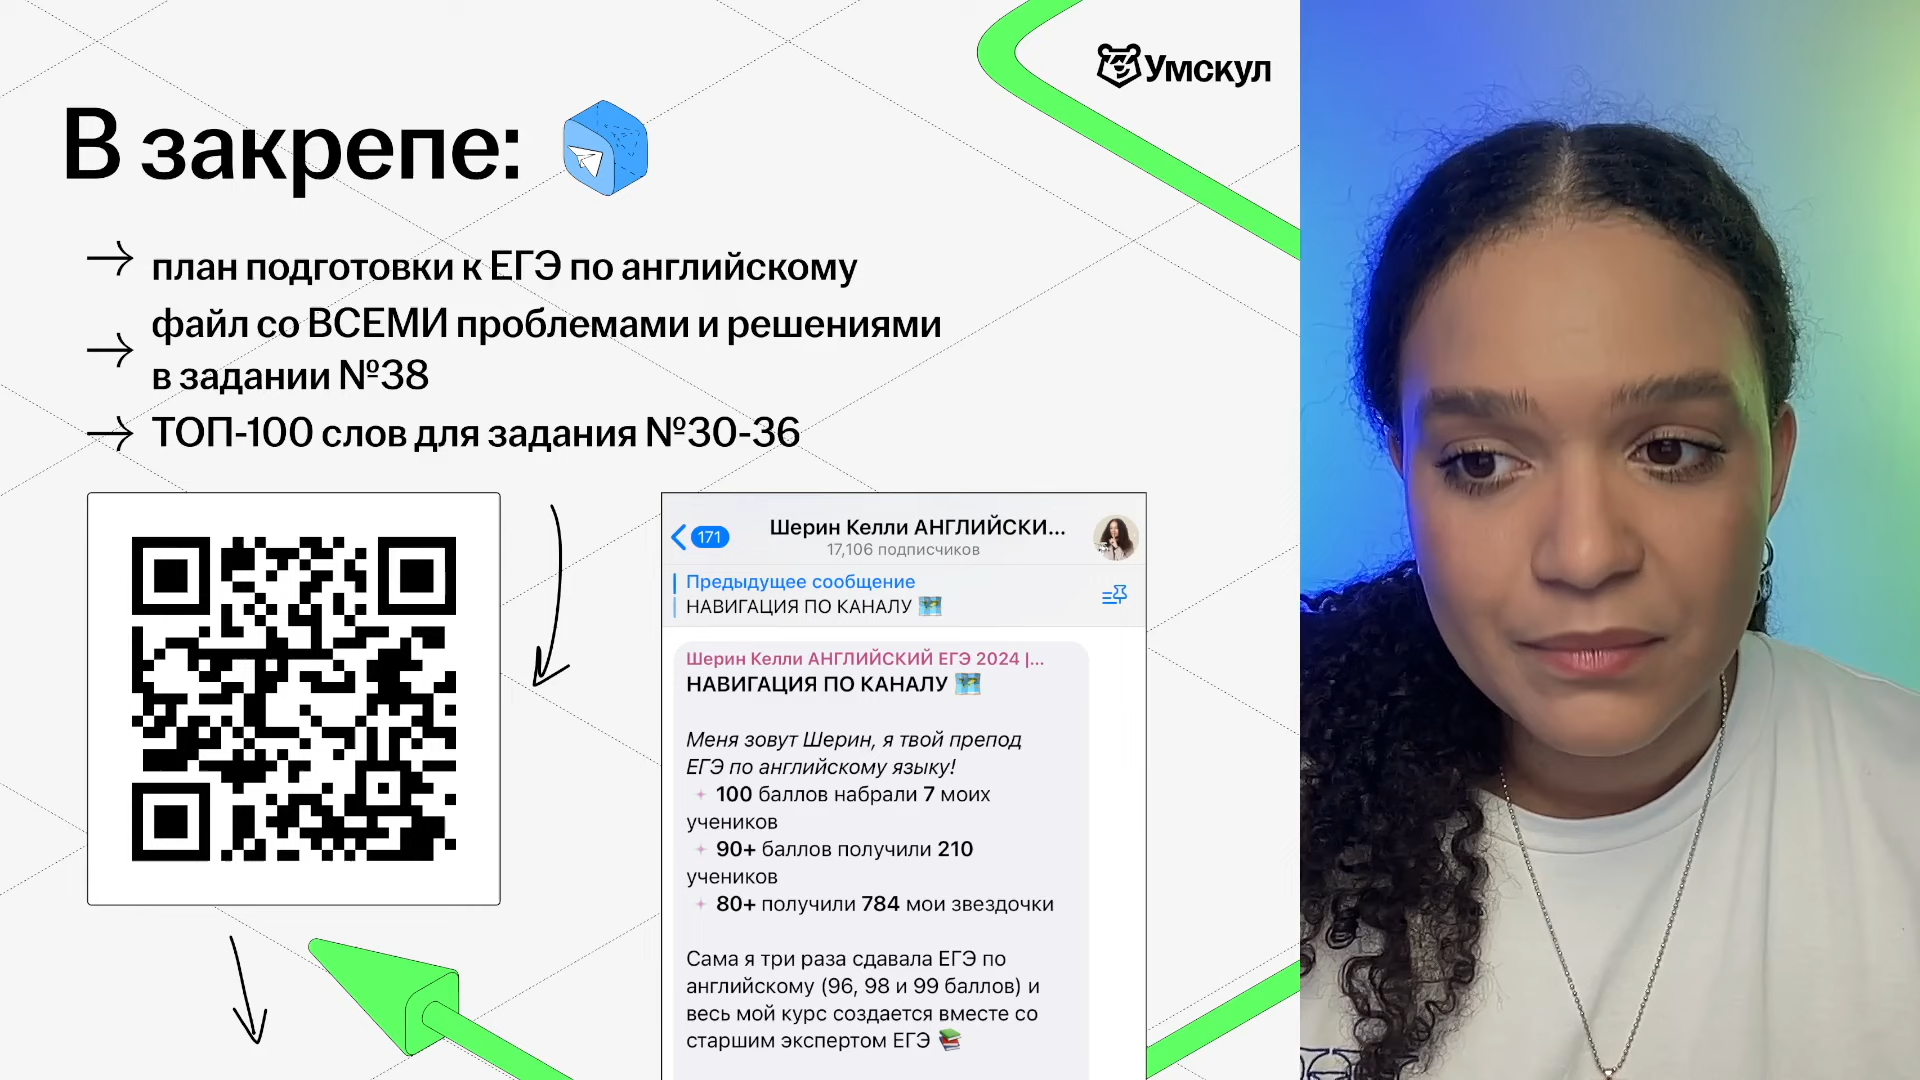 Умскул
В закрепе:
план подготовки к ЕГЭ по английскому
файл со ВСЕМИ проблемами и решениями
в задании №38
ТОП-100 слов для задания №30-36
171
Шерин Келли АНГЛИЙСКИ...
17,106 подписчиков
Предыдущее сообщение
НАВИГАЦИЯ ПО КАНАЛУ
Шерин Келли АНГЛИЙСКИЙ ЕГЭ 2024 |...
НАВИГАЦИЯ ПО КАНАЛУ
Меня зовут Шерин, я твой препод
ЕГЭ по английскому языку!
100 баллов набрали 7 моих
учеников
90+ баллов получили 210
учеников
80+ получили 784 мои звездочки
Сама я три раза сдавала ЕГЭ по
английскому (96, 98 и 99 баллов) и
весь мой курс создается вместе со
старшим экспертом ЕГЭ